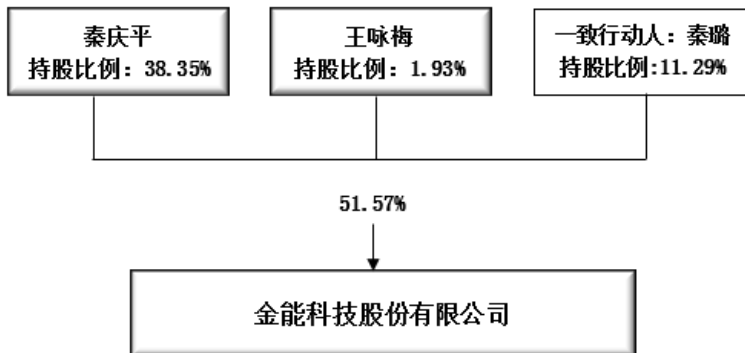 秦庆平
持股比例：38.35%
王咏梅
持股比例：1.93%
一致行动人：秦璐
持股比例:11.29%
51.57%
金能科技股份有限公司